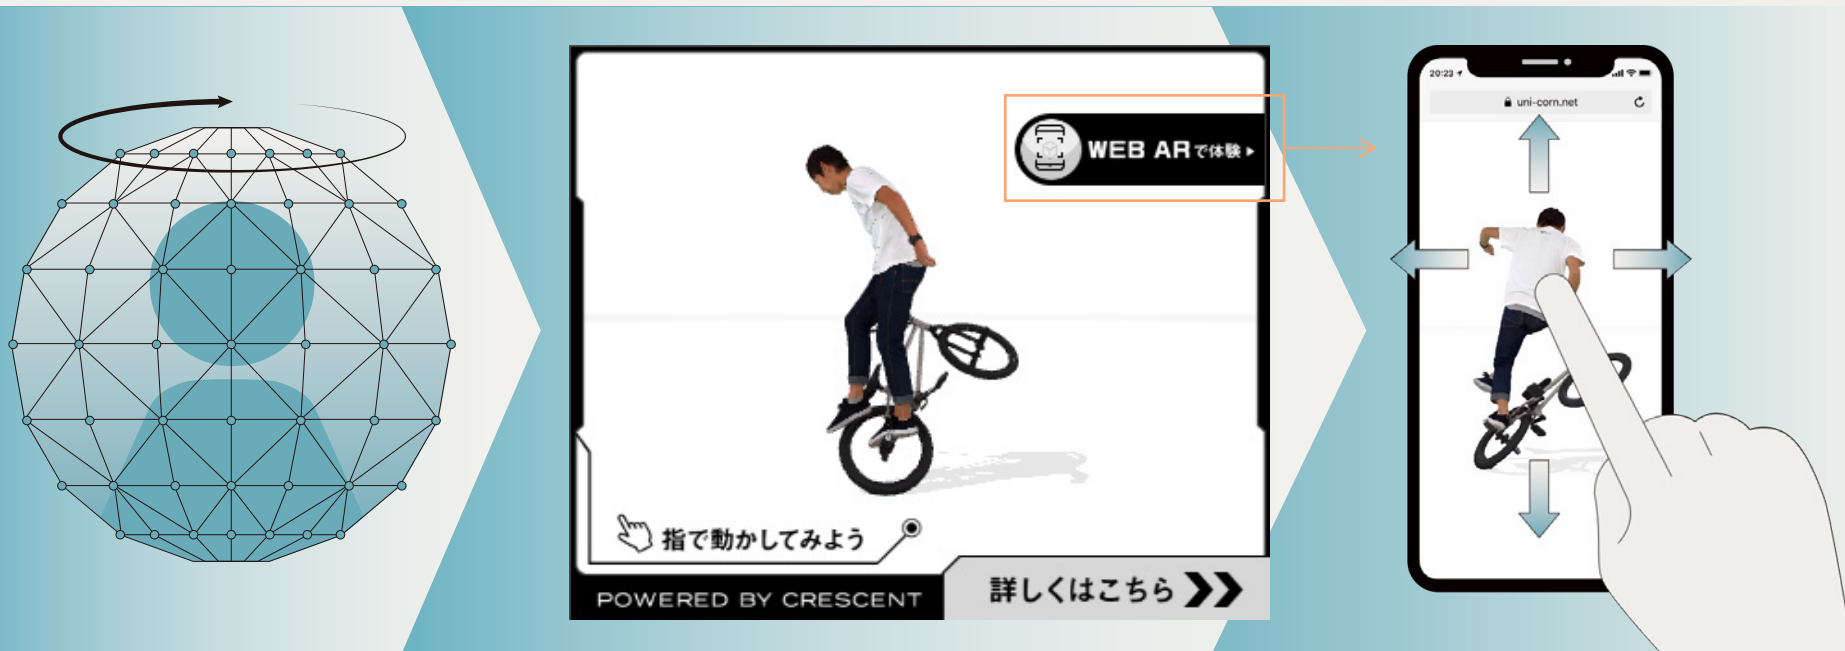 WEB ARで体験
指で動かしてみよう
POWERED BY CRESCENT
詳しくはこちら
20:23
uni-corn.net